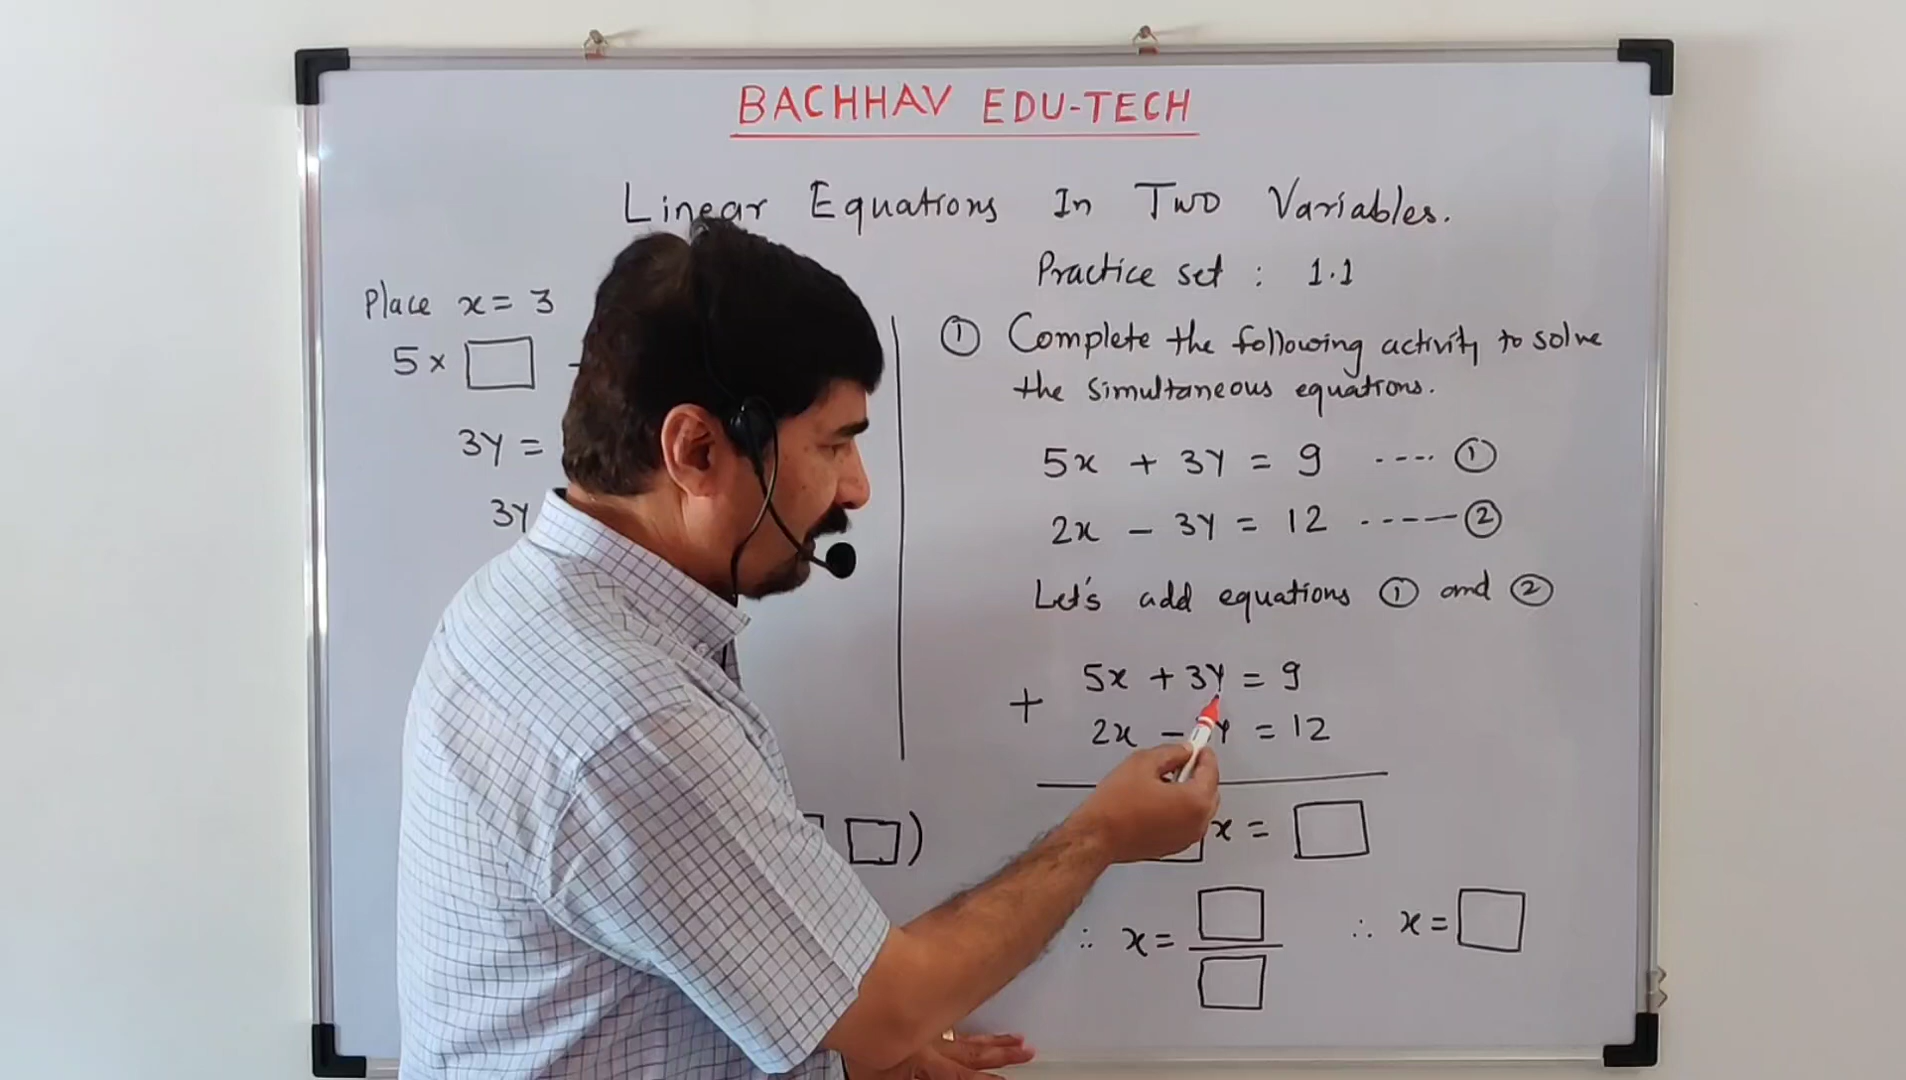 BACHHAV EDU-TECH
Linear Equations In Two Variables.
Place x = 3
5 ×
3y =
3y
)
Practice set : 1.1
① Complete the following activity to solve
the simultaneous equations.
5x + 3y = 9 ---- ①
2x - 3y = 12 ----- ②
Let's add equations ① and ②
+ 5x + 3y = 9
2x - y = 12
x =
∴ x = ∴ x =